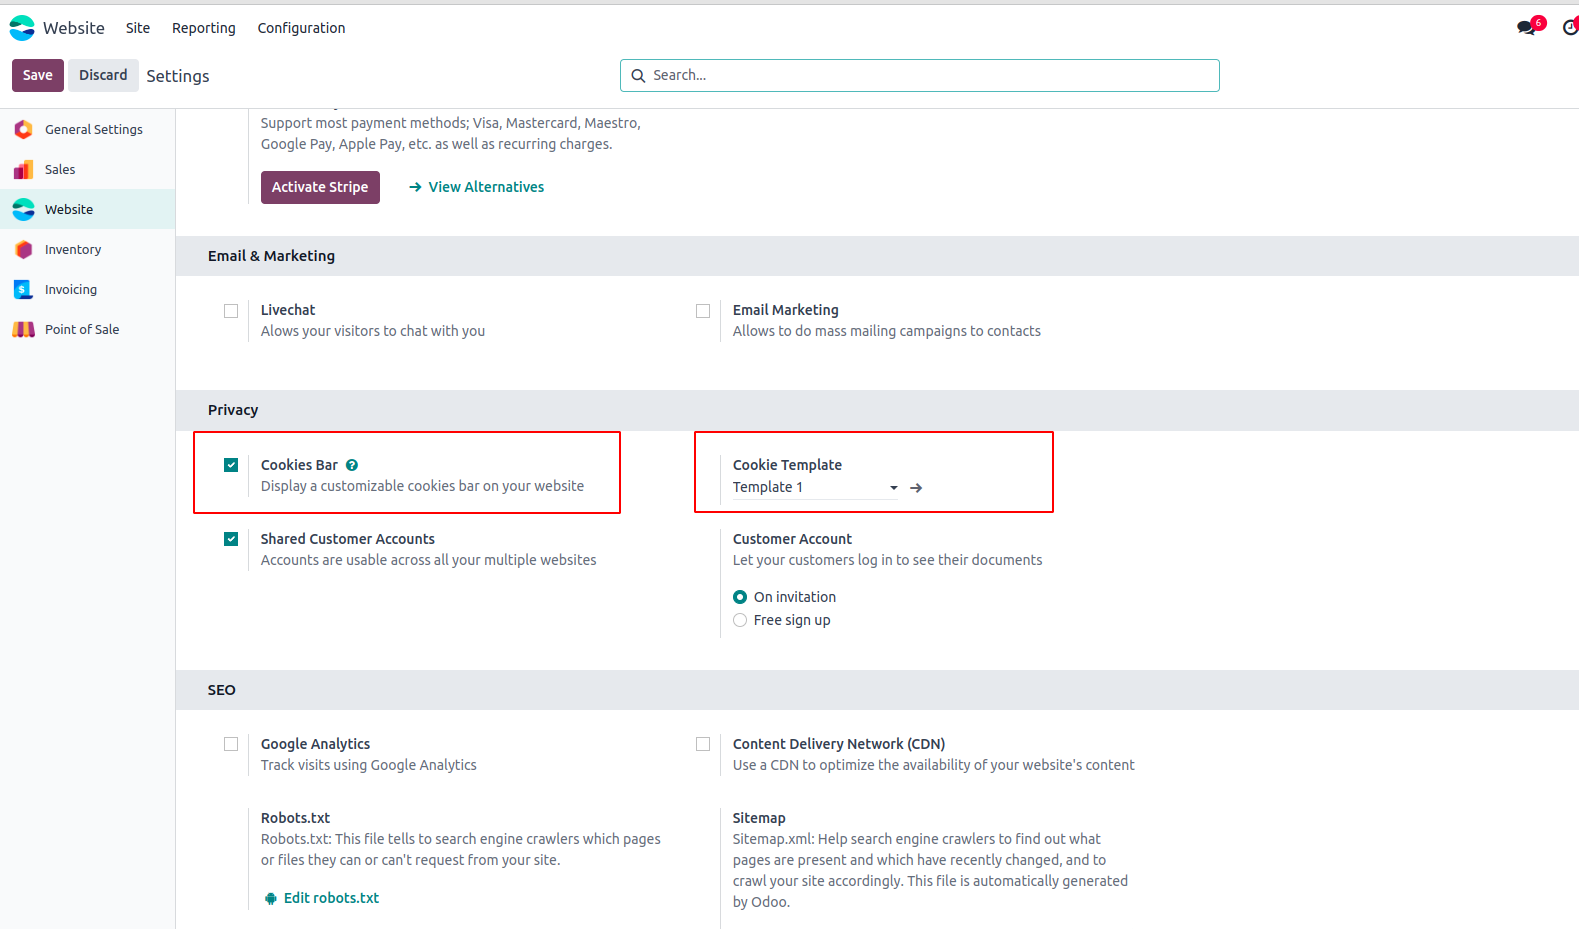 Website Site Reporting Configuration 6
Save Discard Settings Search...
General Settings
Sales
Website
Inventory
Invoicing
Point of Sale
Support most payment methods; Visa, Mastercard, Maestro,
Google Pay, Apple Pay, etc. as well as recurring charges.
Activate Stripe View Alternatives
Email & Marketing
Livechat
Alows your visitors to chat with you
Email Marketing
Allows to do mass mailing campaigns to contacts
Privacy
Cookies Bar ?
Display a customizable cookies bar on your website
Cookie Template
Template 1
Shared Customer Accounts
Accounts are usable across all your multiple websites
Customer Account
Let your customers log in to see their documents
On invitation
Free sign up
SEO
Google Analytics
Track visits using Google Analytics
Content Delivery Network (CDN)
Use a CDN to optimize the availability of your website's content
Robots.txt
Robots.txt: This file tells to search engine crawlers which pages
or files they can or can't request from your site.
Edit robots.txt
Sitemap
Sitemap.xml: Help search engine crawlers to find out what
pages are present and which have recently changed, and to
crawl your site accordingly. This file is automatically generated
by Odoo.